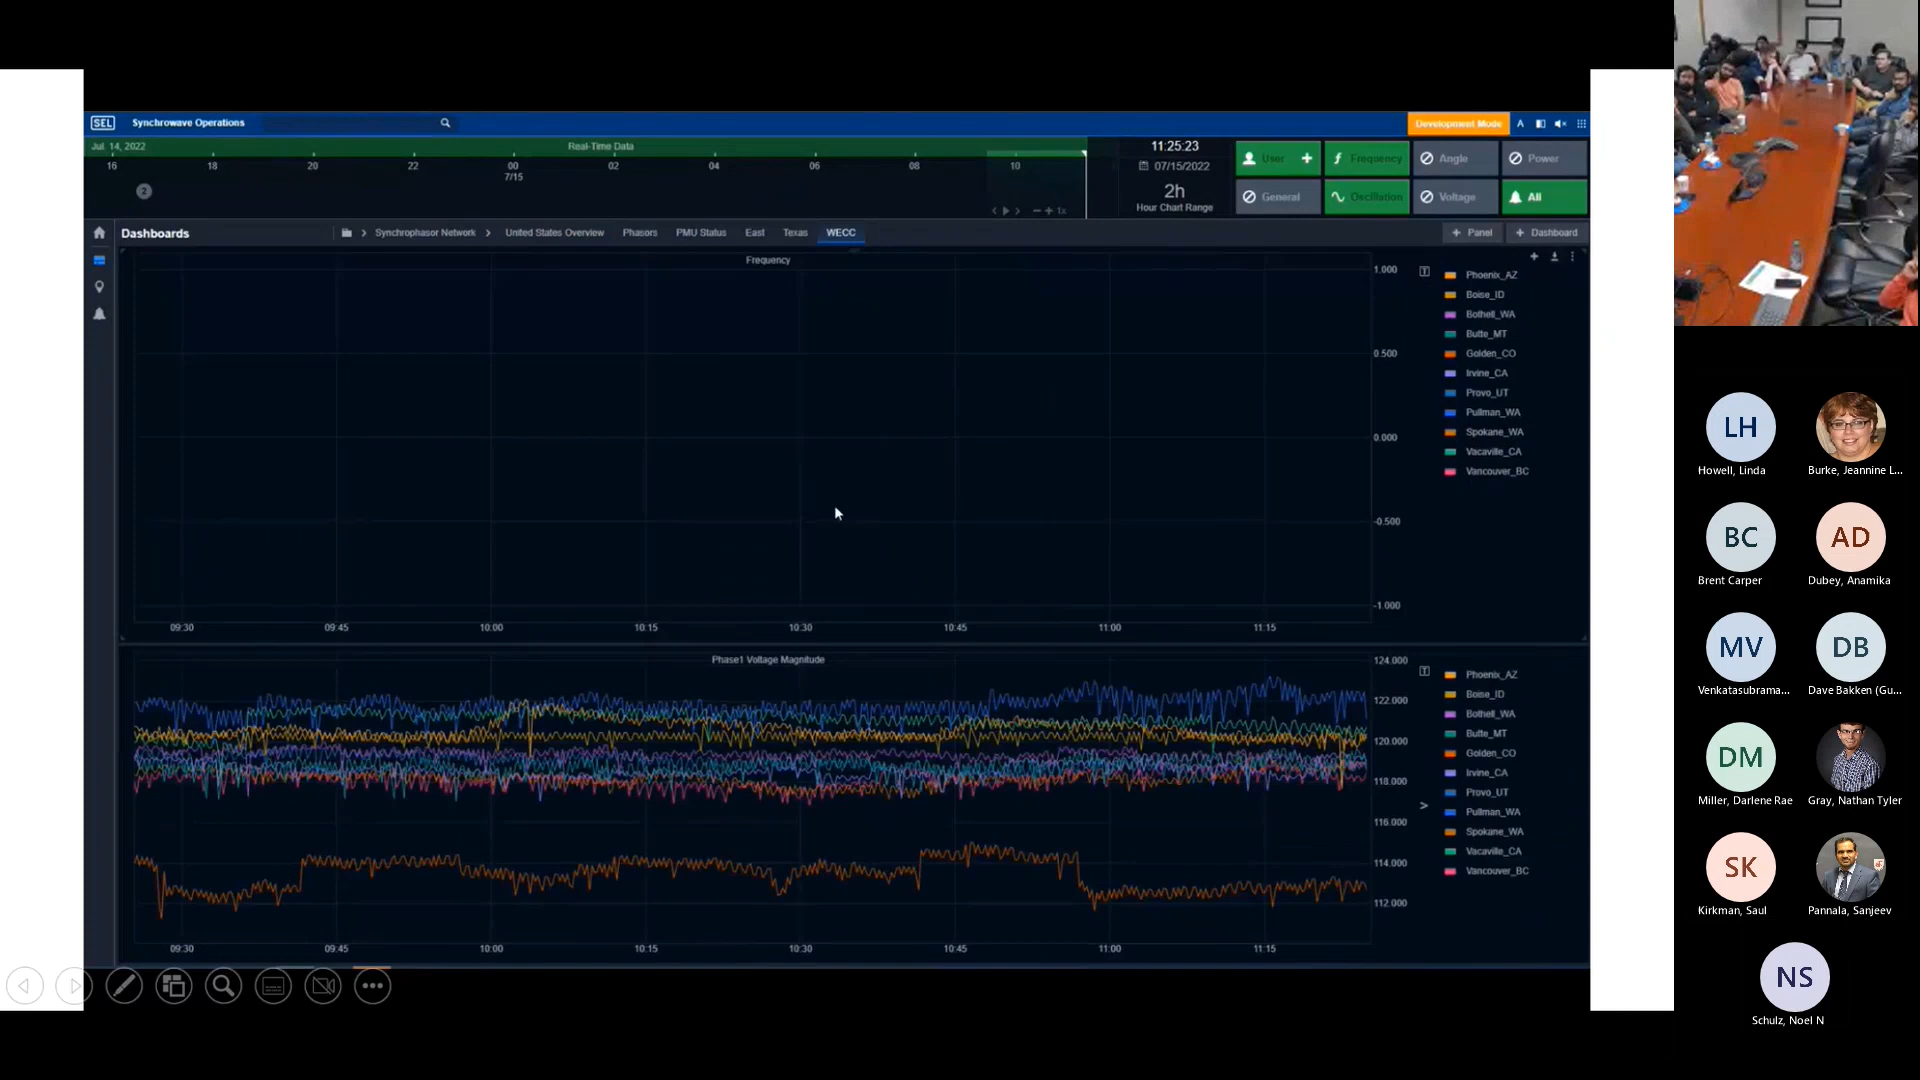 SEL Synchrowave Operations
Development Mode A
Jul. 14, 2022 Real-Time Data
16 18 20 22 00 02 04 06 08 10
7/15
2
1x
11:25:23
07/15/2022
2h
Hour Chart Range
User Frequency Angle Power
General Oscillation Voltage All
Dashboards Synchrophasor Network United States Overview Phasors PMU Status East Texas WECC
+ Panel + Dashboard
Frequency
1.000
0.500
0.000
-0.500
-1.000
09:30 09:45 10:00 10:15 10:30 10:45 11:00 11:15
T
Phoenix_AZ
Boise_ID
Bothell_WA
Butte_MT
Golden_CO
Irvine_CA
Provo_UT
Pullman_WA
Spokane_WA
Vacaville_CA
Vancouver_BC
Phase1 Voltage Magnitude
124.000
122.000
120.000
118.000
116.000
114.000
112.000
09:30 09:45 10:00 10:15 10:30 10:45 11:00 11:15
T
Phoenix_AZ
Boise_ID
Bothell_WA
Butte_MT
Golden_CO
Irvine_CA
Provo_UT
Pullman_WA
Spokane_WA
Vacaville_CA
Vancouver_BC
LH
Howell, Linda
Burke, Jeannine L...
BC
Brent Carper
AD
Dubey, Anamika
MV
Venkatasubrama...
DB
Dave Bakken (Gu...
DM
Miller, Darlene Rae
Gray, Nathan Tyler
SK
Kirkman, Saul
Pannala, Sanjeev
NS
Schulz, Noel N